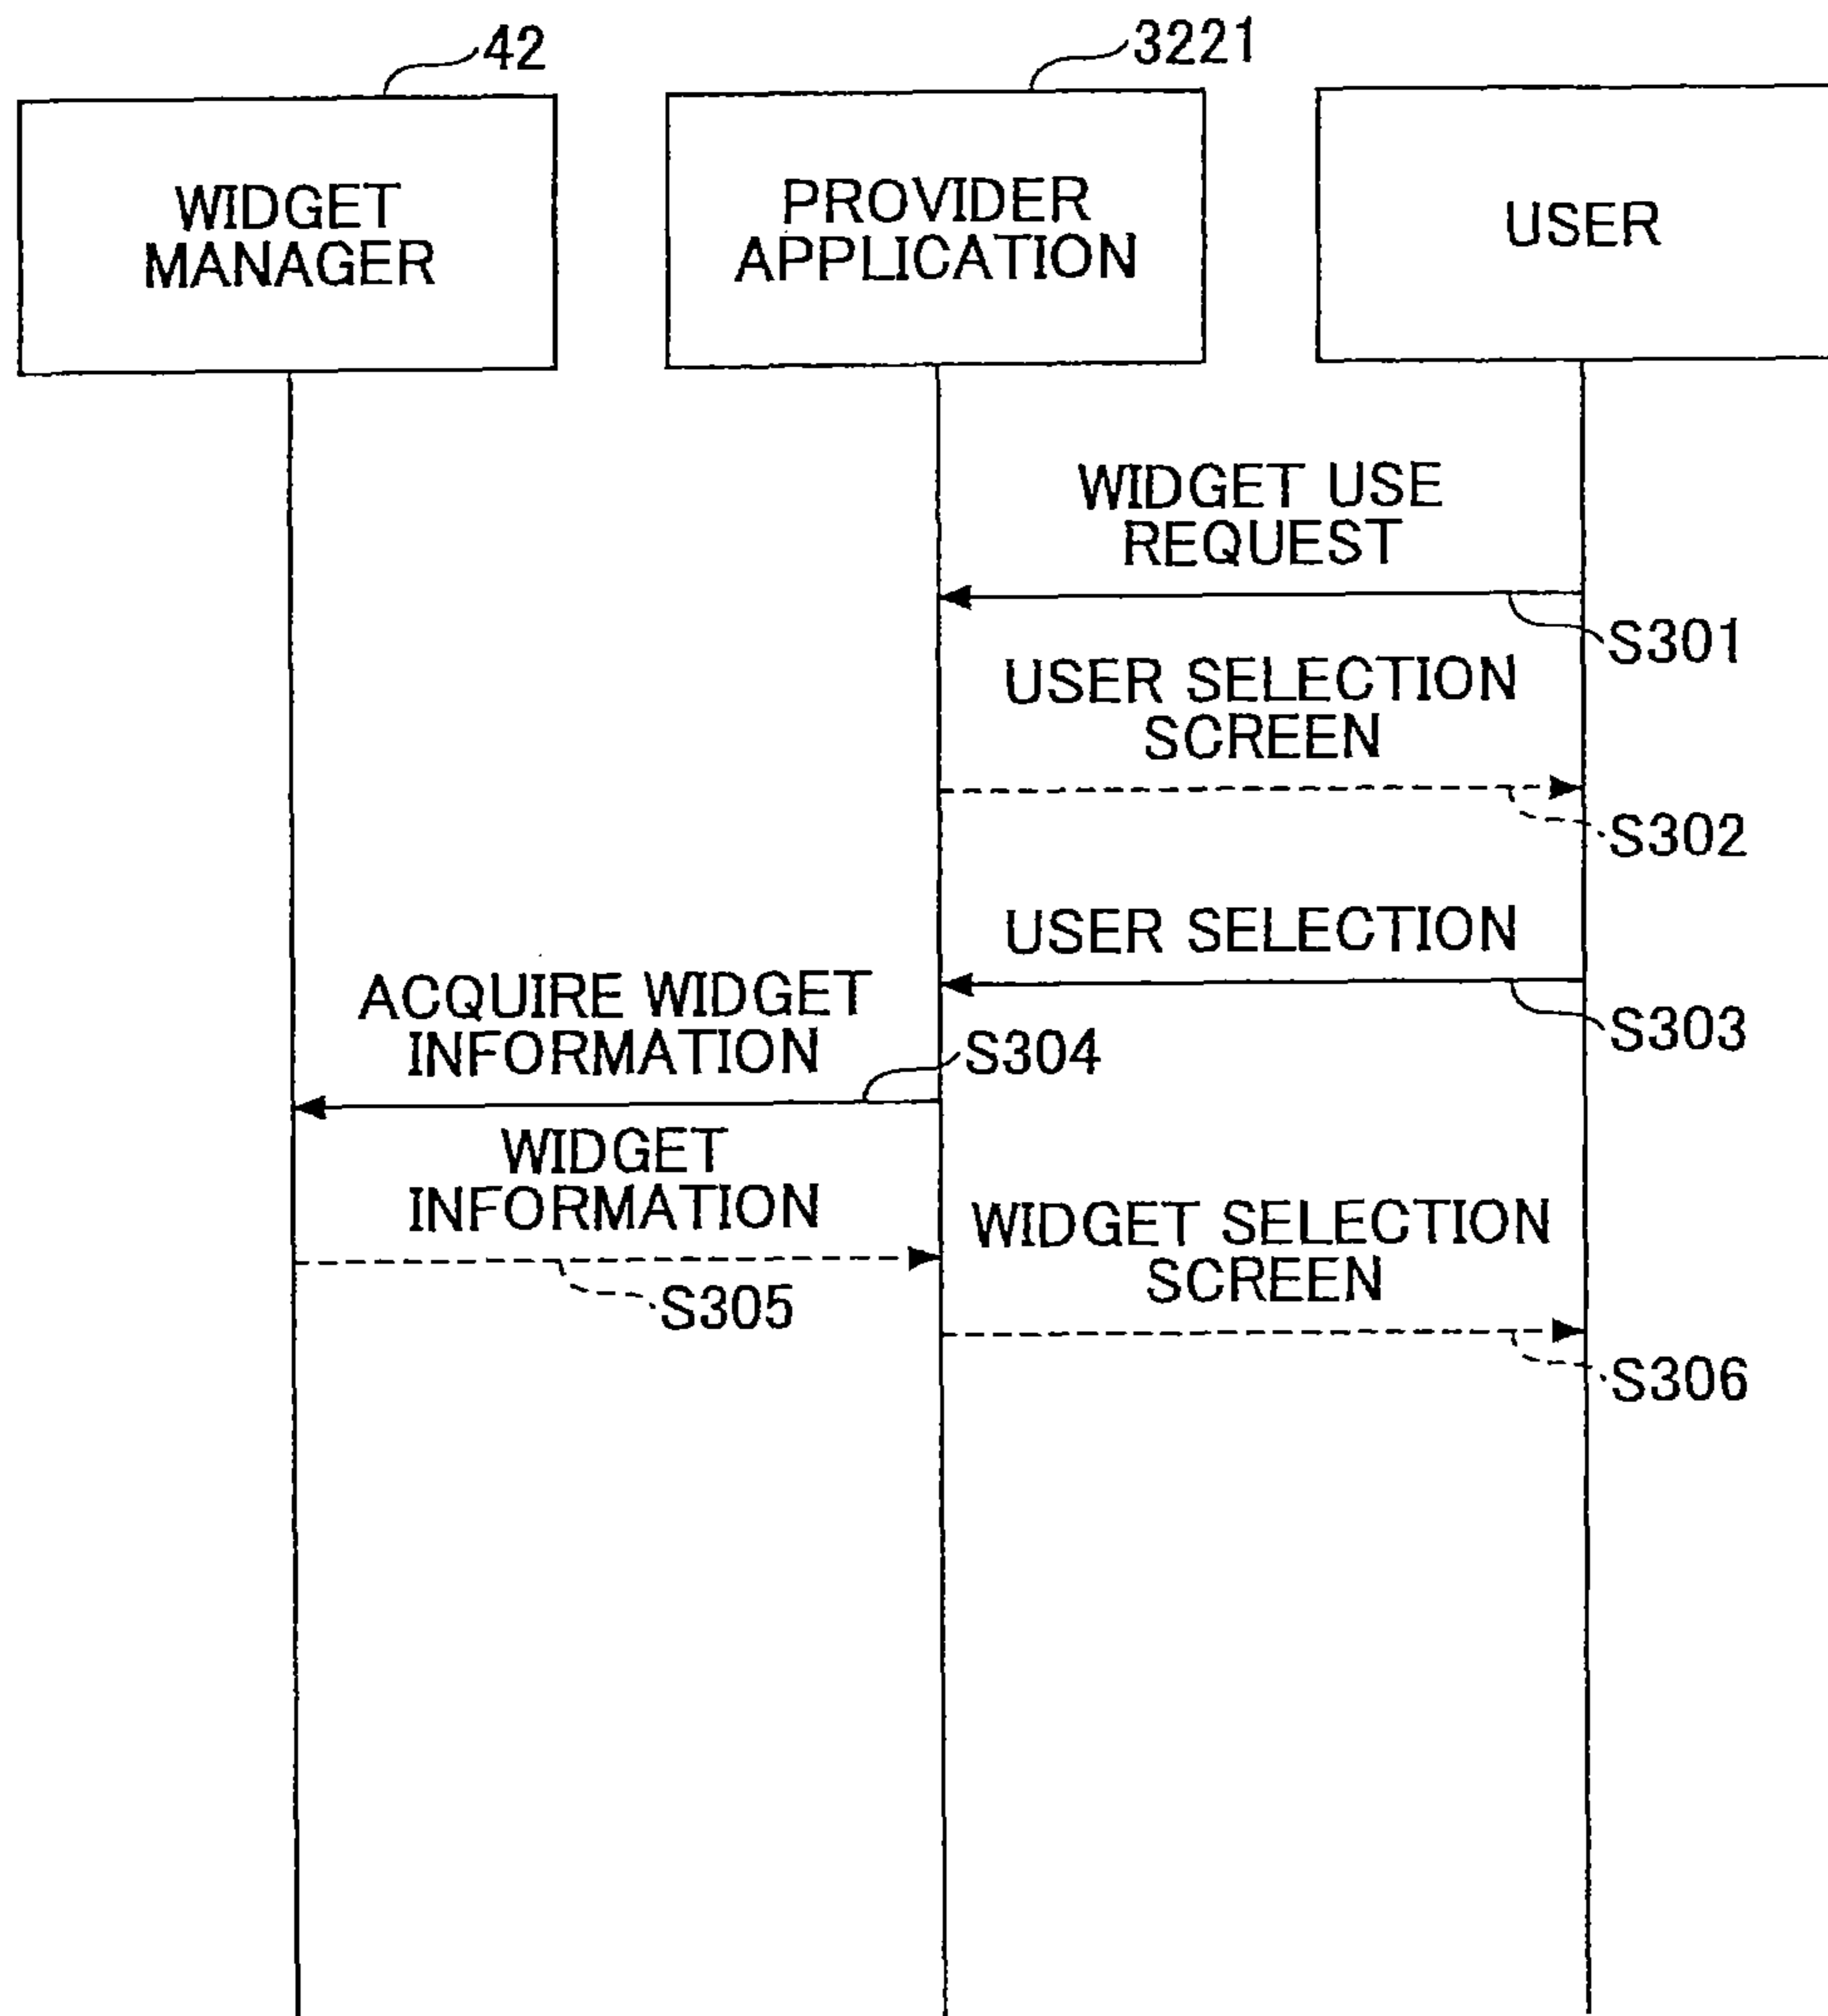 42
3221
WIDGET
MANAGER
PROVIDER
APPLICATION
USER
WIDGET USE
REQUEST
S301
USER SELECTION
SCREEN
S302
USER SELECTION
S303
ACQUIRE WIDGET
INFORMATION
S304
WIDGET
INFORMATION
S305
WIDGET SELECTION
SCREEN
S306